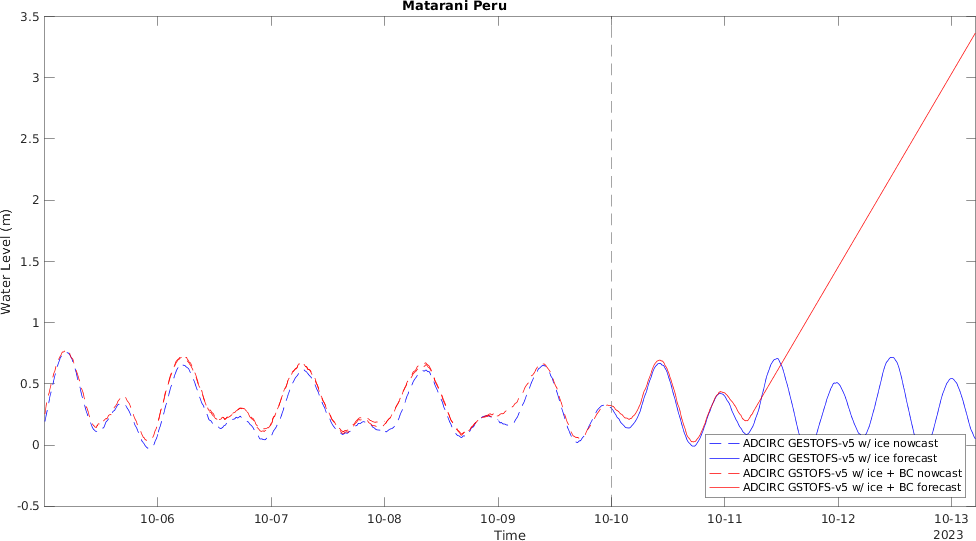 Matarani Peru
3.5
3
2.5
2
1.5
1
0.5
0
-0.5
Water Level (m)
10-06
10-07
10-08
10-09
10-10
10-11
10-12
10-13
Time
2023
ADCIRC GESTOFS-v5 w/ ice nowcast
ADCIRC GESTOFS-v5 w/ ice forecast
ADCIRC GSTOFS-v5 w/ ice + BC nowcast
ADCIRC GSTOFS-v5 w/ ice + BC forecast